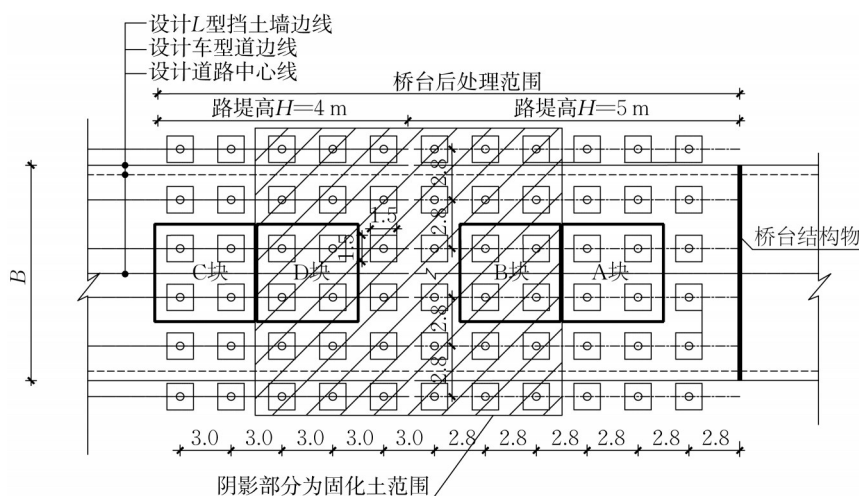 设计L型挡土墙边线
设计车型道边线
设计道路中心线
桥台后处理范围
路堤高H=4 m
路堤高H=5 m
2.8
2.8
1.5
1.5
C块
D块
B块
A块
桥台结构物
B
2.8
2.8
3.0
3.0
3.0
3.0
3.0
2.8
2.8
2.8
2.8
2.8
2.8
阴影部分为固化土范围